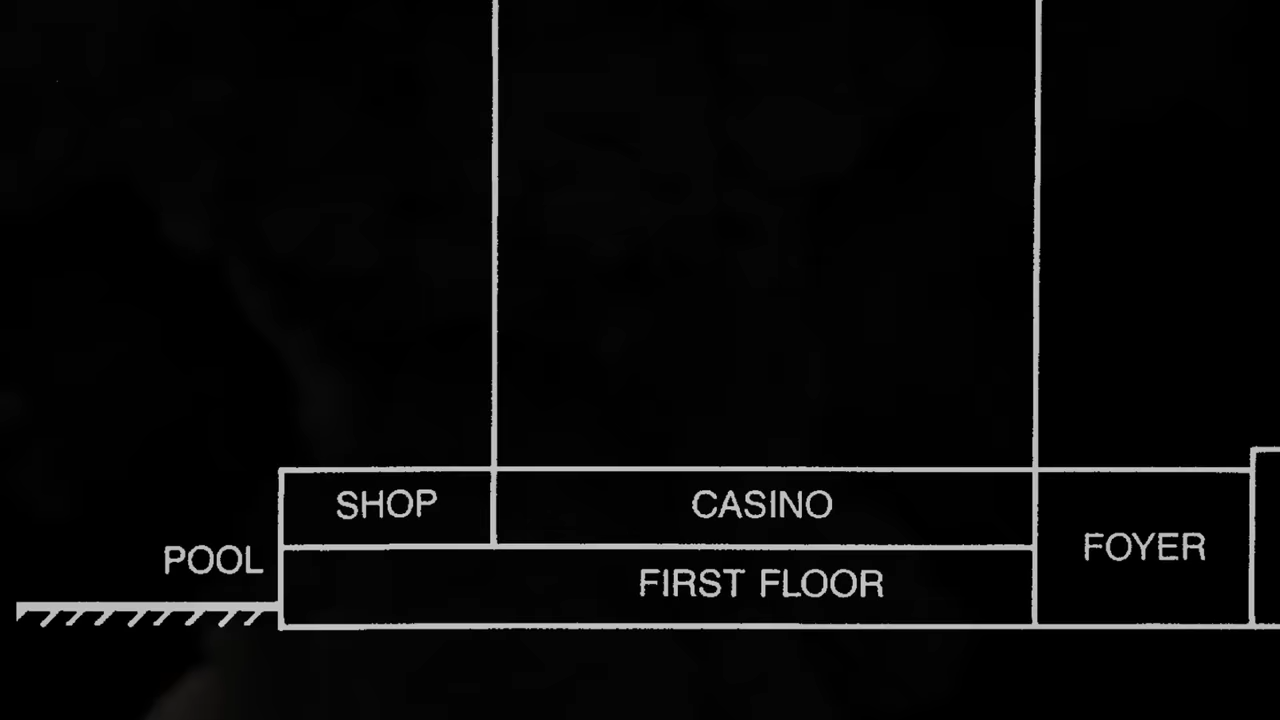 SHOP
CASINO
POOL
FOYER
FIRST FLOOR